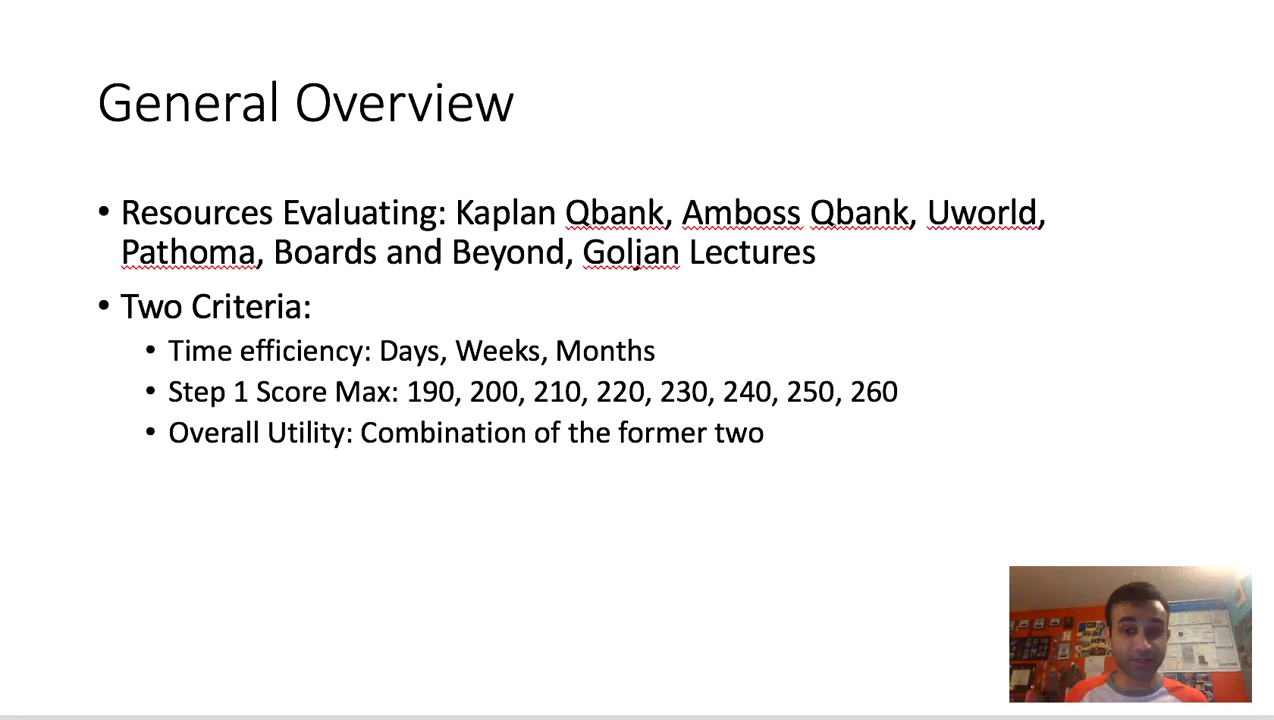 General Overview
• Resources Evaluating: Kaplan Qbank, Amboss Qbank, Uworld,
Pathoma, Boards and Beyond, Goljan Lectures
• Two Criteria:
• Time efficiency: Days, Weeks, Months
• Step 1 Score Max: 190, 200, 210, 220, 230, 240, 250, 260
• Overall Utility: Combination of the former two